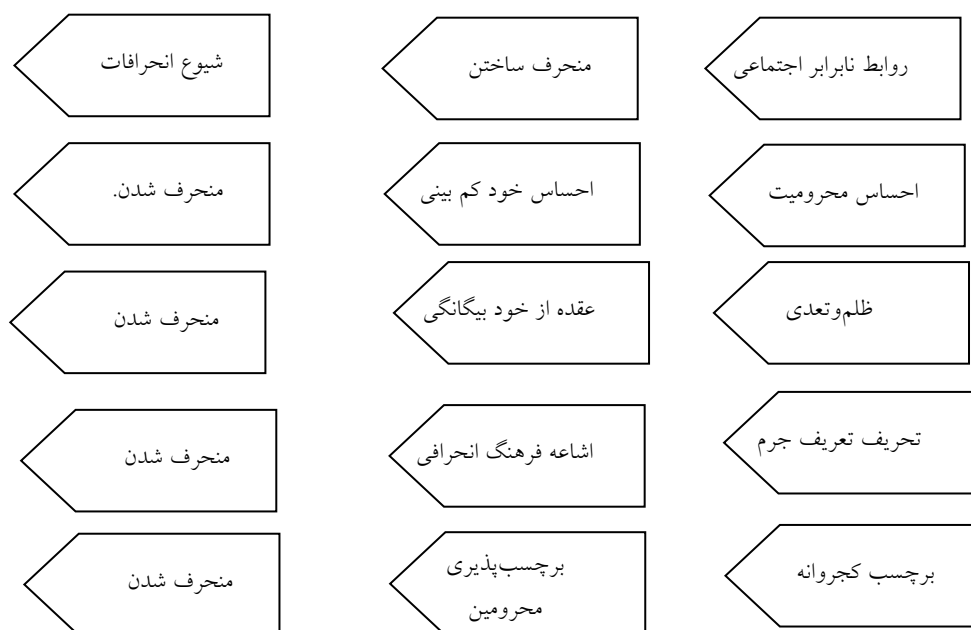 روابط نابرابر اجتماعی
منحرف ساختن
شیوع انحرافات
احساس محرومیت
احساس خود کم بینی
منحرف شدن.
ظلم‌وتعدی
عقده از خود بیگانگی
منحرف شدن
تحریف تعریف جرم
اشاعه فرهنگ انحرافی
منحرف شدن
برچسب کجروانه
برچسب‌پذیری
محرومین
منحرف شدن